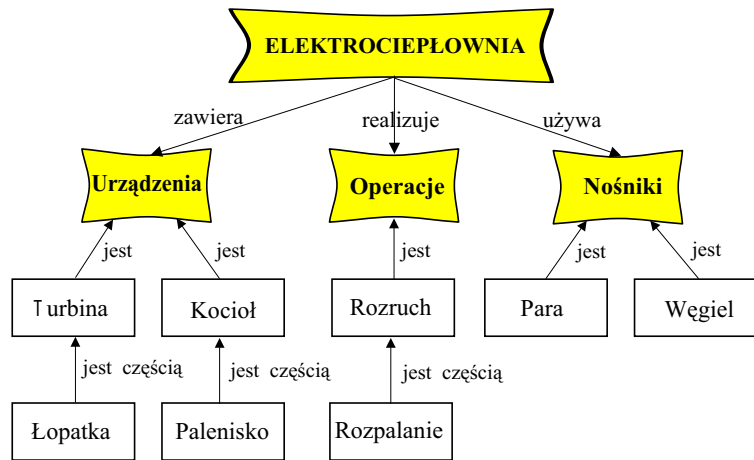 ELEKTROCIEPŁOWNIA
zawiera
realizuje
używa
Urządzenia
Operacje
Nośniki
jest
jest
jest
jest
jest
Turbina
Kocioł
Rozruch
Para
Węgiel
jest częścią
jest częścią
jest częścią
Łopatka
Palenisko
Rozpalanie